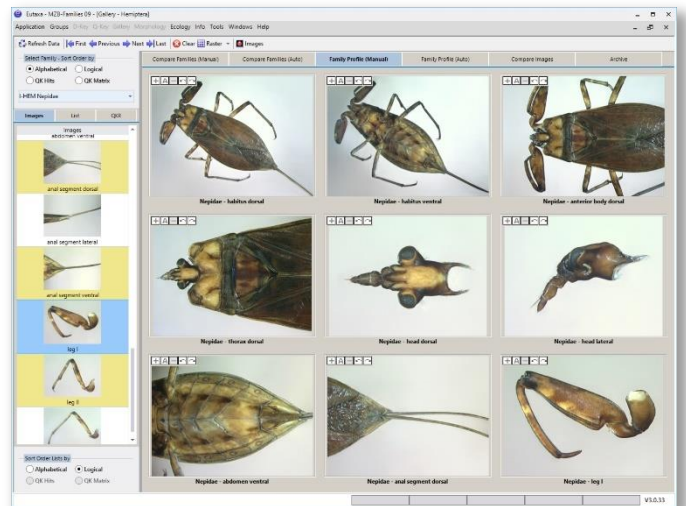 Eutaxa - MZB-Families 09 - [Gallery - Hemiptera]
Application Groups D-Key Q-Key Gallery Morphology Ecology Info Tools Windows Help
Refresh Data First Previous Next Last Clear Raster Images
Select Family - Sort Order by
Alphabetical Logical
QK Hits QK Matrix
I-HEM Nepidae
Images List QER
Compare Families (Manual) Compare Families (Auto) Family Profile (Manual) Family Profile (Auto) Compare Images Archive
Images
abdomen ventral
anal segment dorsal
anal segment lateral
anal segment ventral
leg I
leg II
Sort Order Lists by
Alphabetical Logical
QK Hits QK Matrix
Nepidae - habitus dorsal Nepidae - habitus ventral Nepidae - anterior body dorsal
Nepidae - thorax dorsal Nepidae - head dorsal Nepidae - head lateral
Nepidae - abdomen ventral Nepidae - anal segment dorsal Nepidae - leg I
V3.0.33